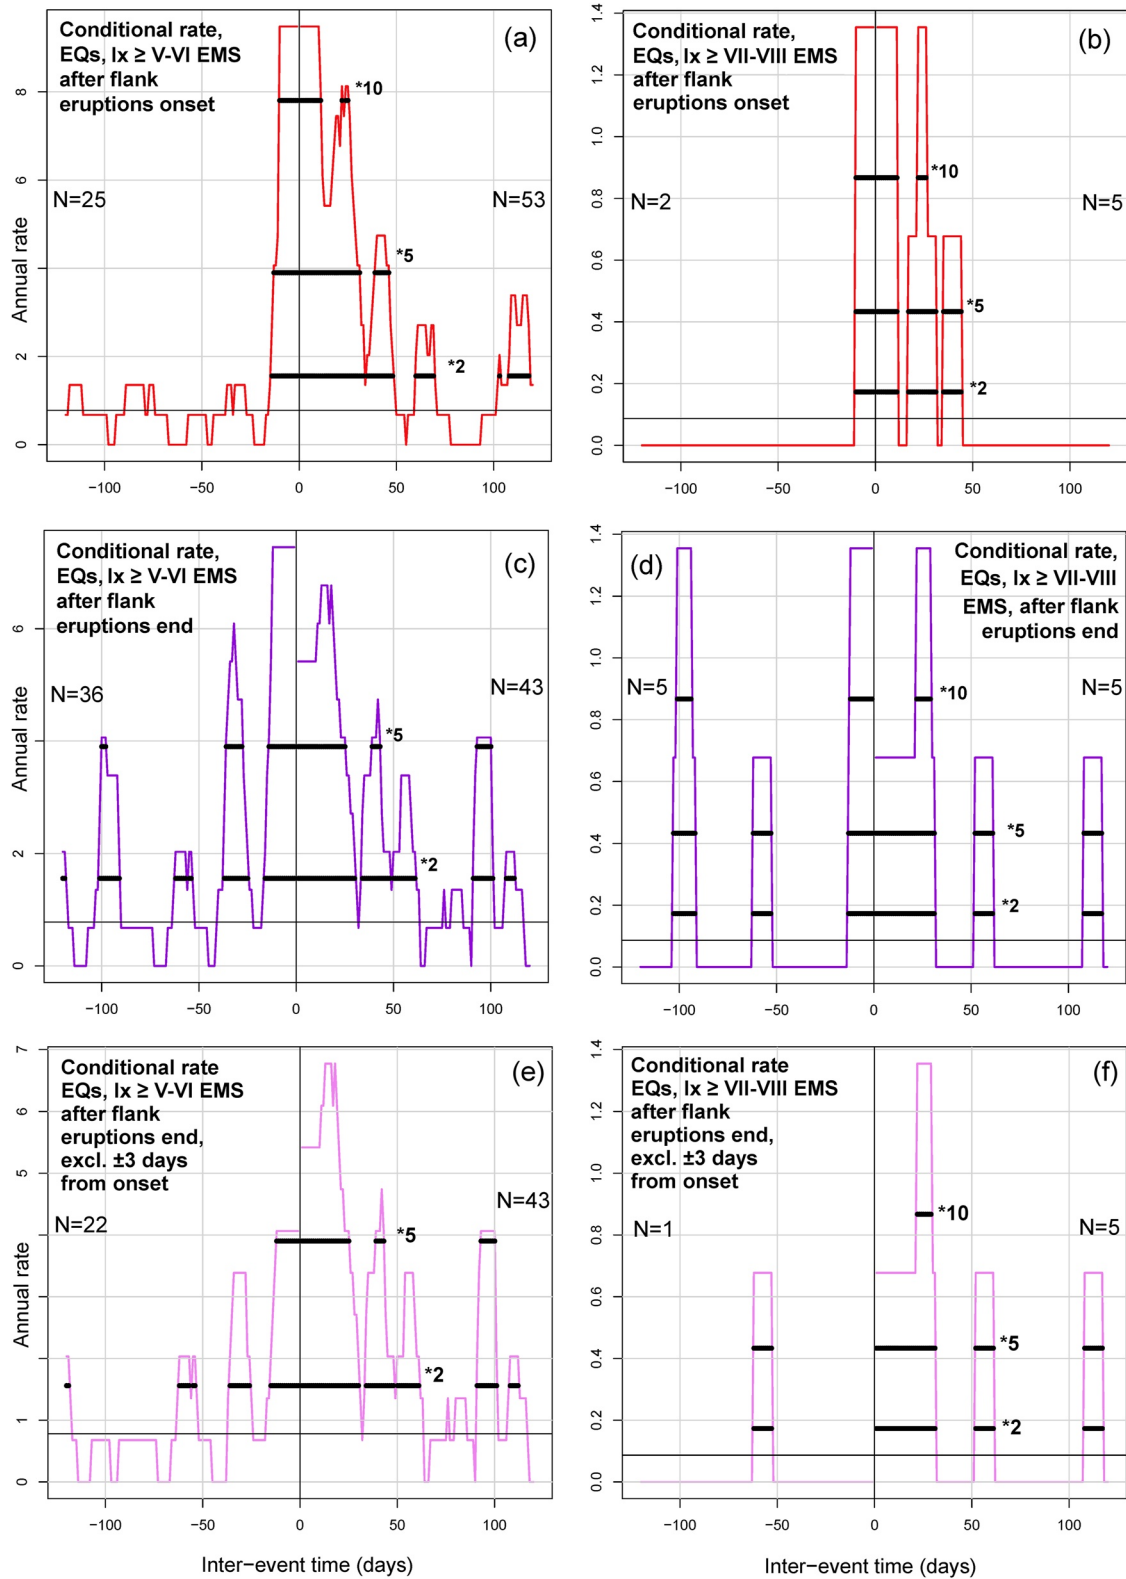 Conditional rate,
EQs, Ix ≥ V-VI EMS
after flank
eruptions onset
(a)
*10
N=25
N=53
*5
*2
Annual rate
0
2
6
8
−100
−50
0
50
100
Conditional rate,
EQs, Ix ≥ VII-VIII EMS
after flank
eruptions onset
(b)
*10
N=2
N=5
*5
*2
0.0
0.2
0.4
0.6
0.8
1.0
1.2
1.4
−100
−50
0
50
100
Conditional rate,
EQs, Ix ≥ V-VI EMS
after flank
eruptions end
(c)
N=36
N=43
*5
*2
Annual rate
0
2
6
−100
−50
0
50
100
Conditional rate,
EQs, Ix ≥ VII-VIII
EMS, after flank
eruptions end
(d)
N=5
N=5
*10
*5
*2
0.0
0.2
0.4
0.6
0.8
1.0
1.2
1.4
−100
−50
0
50
100
Conditional rate
EQs, Ix ≥ V-VI EMS
after flank
eruptions end,
excl. ±3 days
from onset
(e)
N=22
N=43
*5
*2
Annual rate
0
1
5
6
7
−100
−50
0
50
100
Inter−event time (days)
Conditional rate
EQs, Ix ≥ VII-VIII EMS
after flank
eruptions end,
excl. ±3 days
from onset
(f)
N=1
N=5
*10
*5
*2
0.0
0.2
0.4
0.6
0.8
1.0
1.2
1.4
−100
−50
0
50
100
Inter−event time (days)